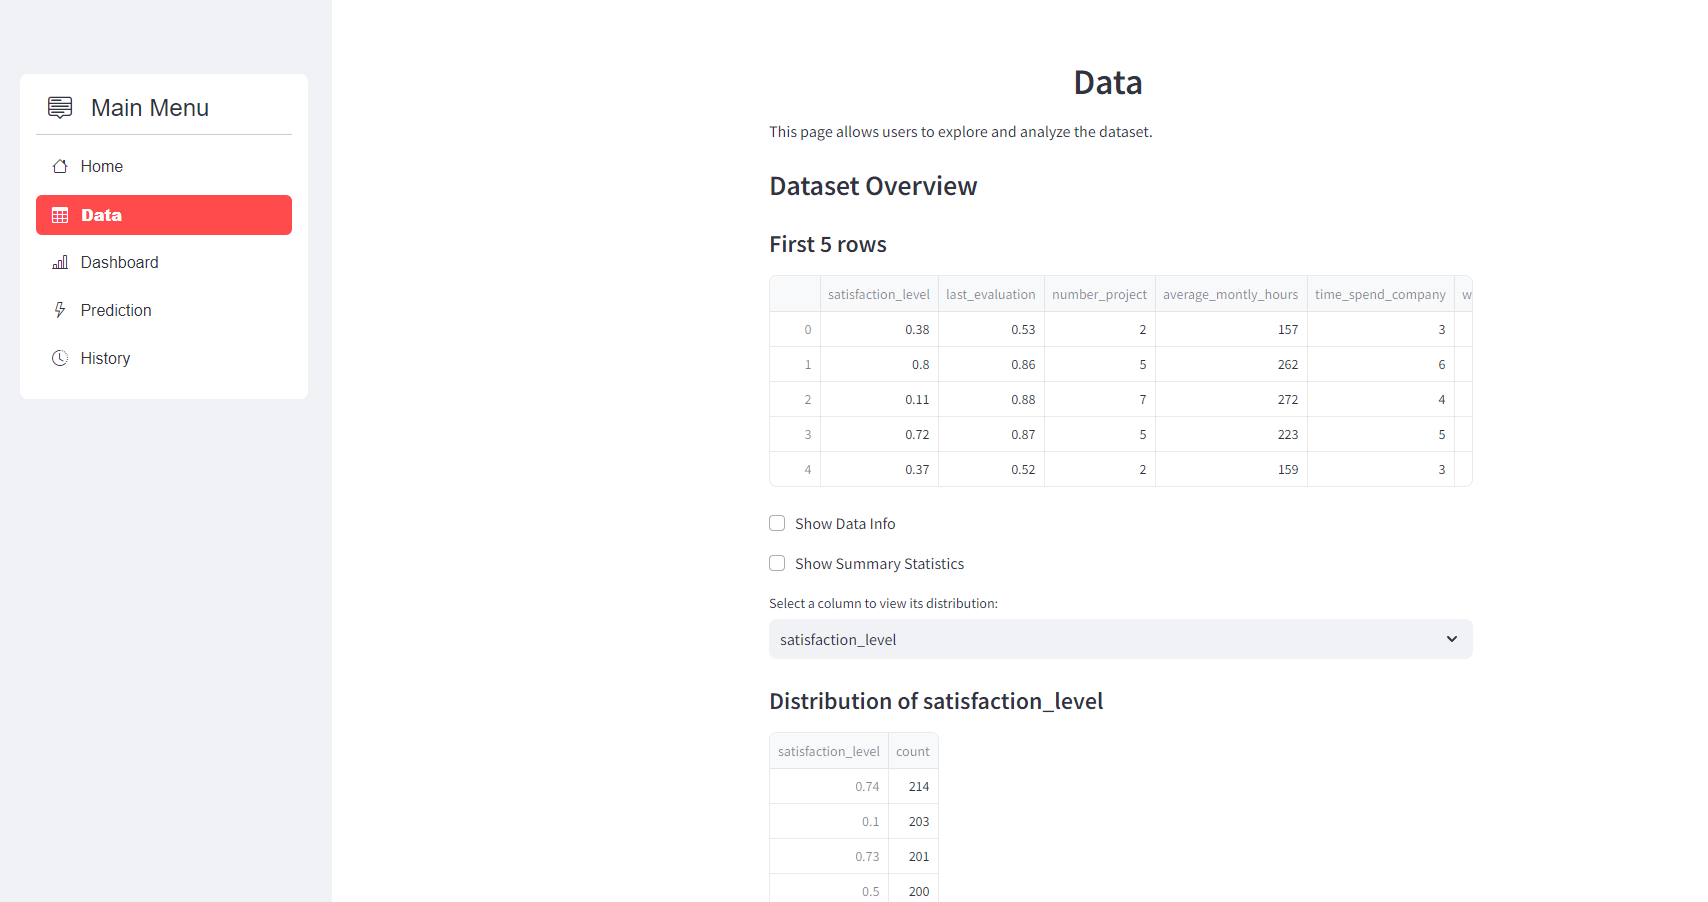 Main Menu
Home
Data
Dashboard
Prediction
History
Data
This page allows users to explore and analyze the dataset.
Dataset Overview
First 5 rows
satisfaction_level last_evaluation number_project average_montly_hours time_spend_company w
0 0.38 0.53 2 157 3
1 0.8 0.86 5 262 6
2 0.11 0.88 7 272 4
3 0.72 0.87 5 223 5
4 0.37 0.52 2 159 3
Show Data Info
Show Summary Statistics
Select a column to view its distribution:
satisfaction_level
Distribution of satisfaction_level
satisfaction_level count
0.74 214
0.1 203
0.73 201
0.5 200